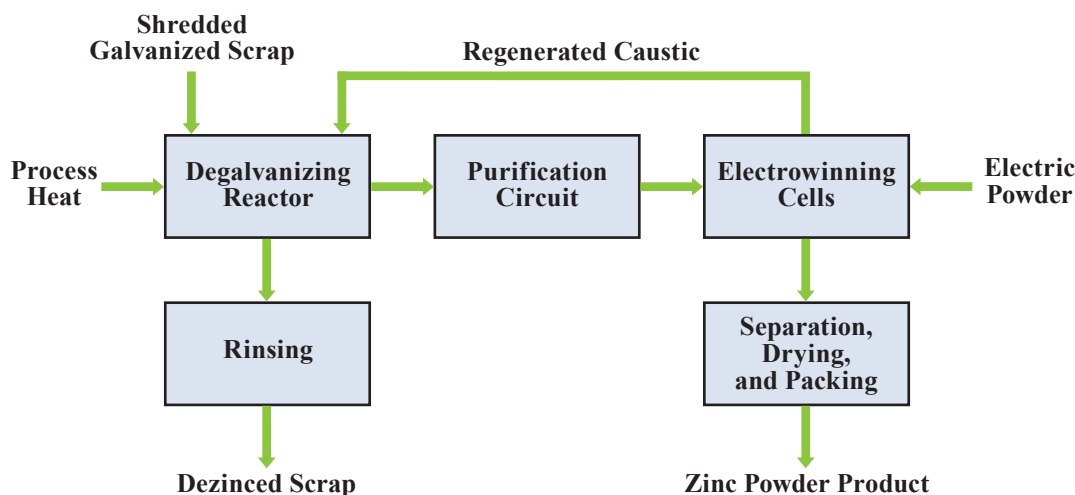 Shredded
Galvanized Scrap
Regenerated Caustic
Process
Heat
Degalvanizing
Reactor
Purification
Circuit
Electrowinning
Cells
Electric
Powder
Rinsing
Separation,
Drying,
and Packing
Dezinced Scrap
Zinc Powder Product